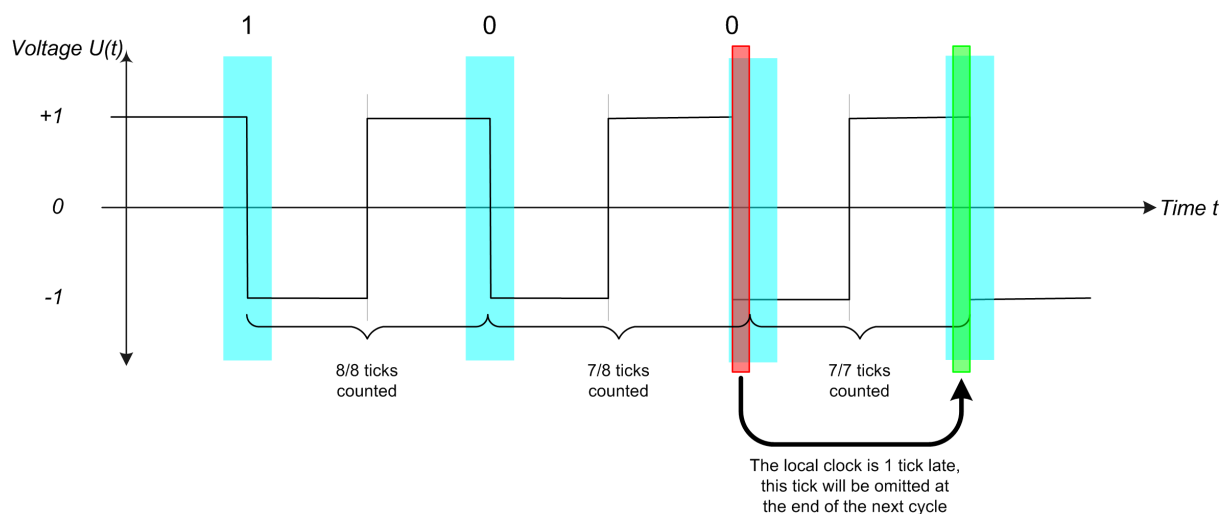 1 0 0
Voltage U(t)
+1
0
Time t
-1
8/8 ticks
counted
7/8 ticks
counted
7/7 ticks
counted
The local clock is 1 tick late,
this tick will be omitted at
the end of the next cycle